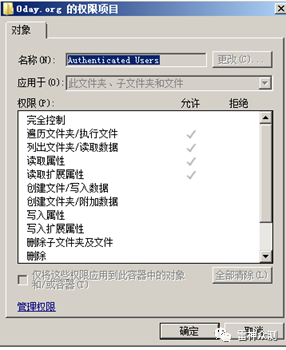 0day.org 的权限项目
对象
名称(N):
Authenticated Users
更改(C)...
应用于(O):
此文件夹、子文件夹和文件
权限(P):
允许
拒绝
完全控制
遍历文件夹/执行文件
列出文件夹/读取数据
读取属性
读取扩展属性
创建文件/写入数据
创建文件夹/附加数据
写入属性
写入扩展属性
删除子文件夹及文件
删除
仅将这些权限应用到此容器中的对象
和/或容器(T)
全部清除(L)
管理权限
确定
取消
雷神众测